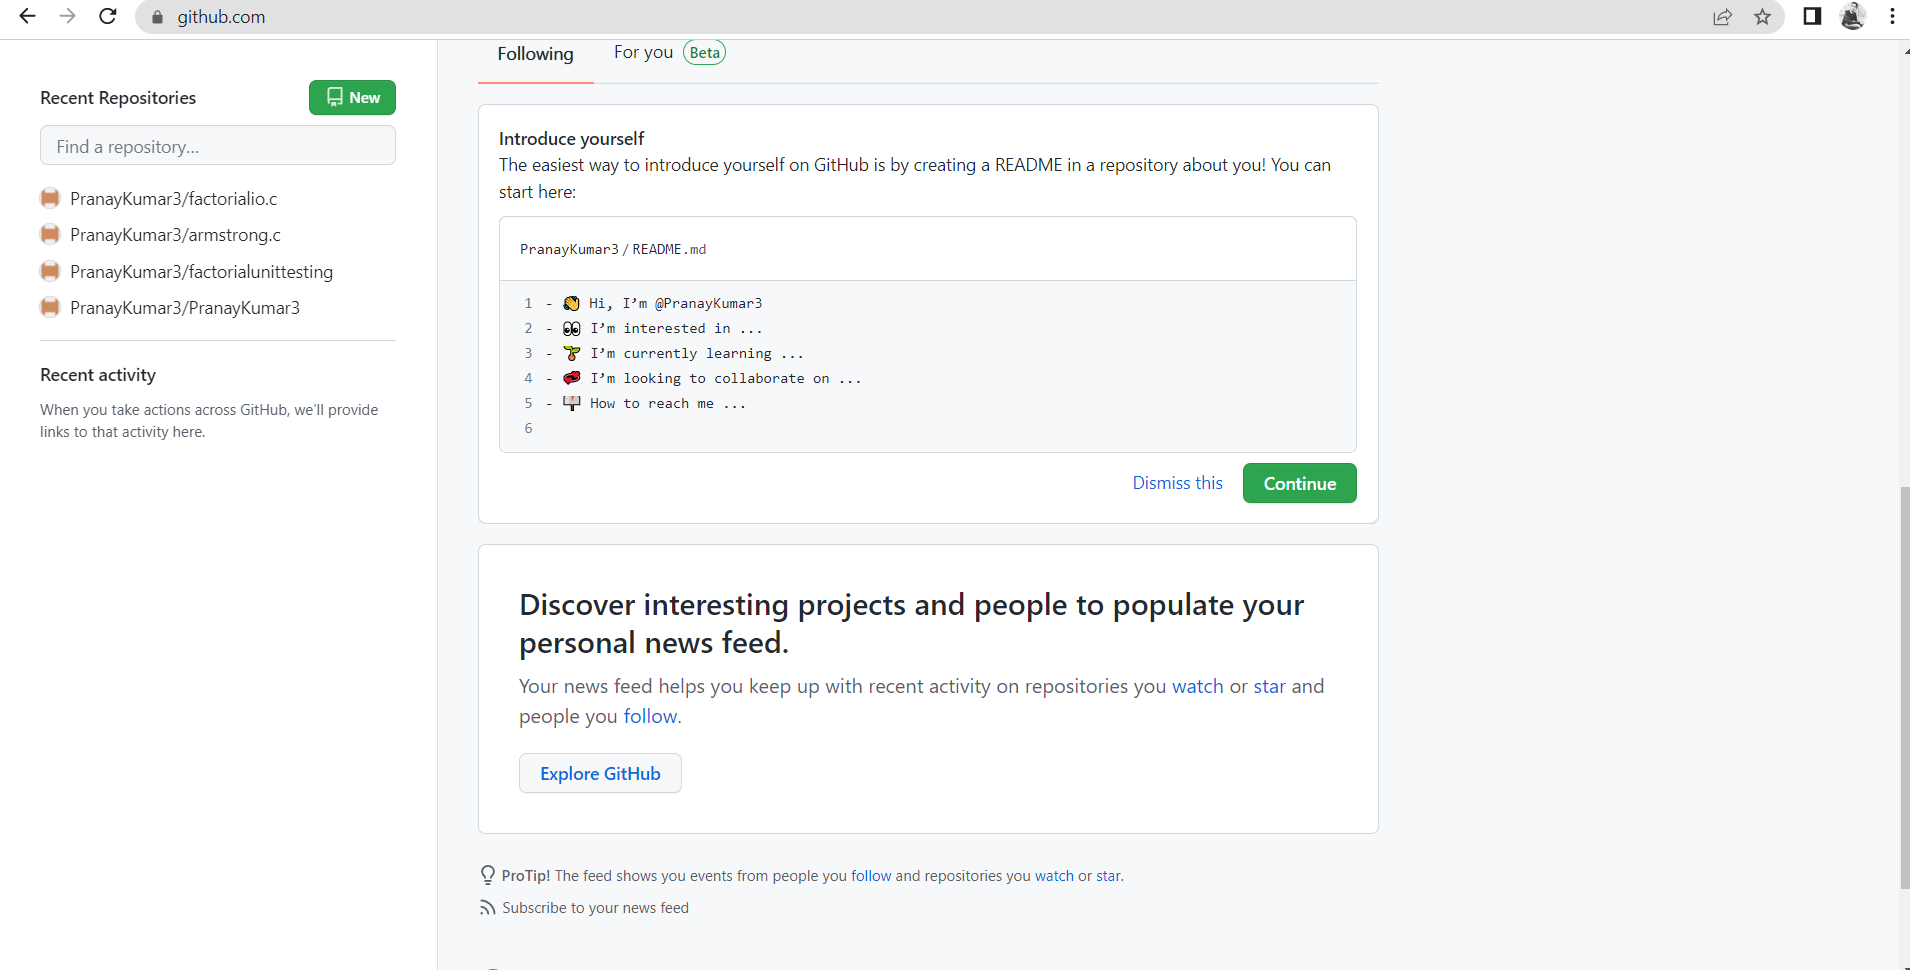 github.com
Following
For you Beta
Recent Repositories
New
Find a repository...
PranayKumar3/factorialio.c
PranayKumar3/armstrong.c
PranayKumar3/factorialunittesting
PranayKumar3/PranayKumar3
Recent activity
When you take actions across GitHub, we'll provide
links to that activity here.
Introduce yourself
The easiest way to introduce yourself on GitHub is by creating a README in a repository about you! You can
start here:
PranayKumar3 / README.md
1 - 👋 Hi, I’m @PranayKumar3
2 - 👀 I’m interested in ...
3 - 🌱 I’m currently learning ...
4 - 💞️ I’m looking to collaborate on ...
5 - 📫 How to reach me ...
6
Dismiss this
Continue
Discover interesting projects and people to populate your
personal news feed.
Your news feed helps you keep up with recent activity on repositories you watch or star and
people you follow.
Explore GitHub
ProTip! The feed shows you events from people you follow and repositories you watch or star.
Subscribe to your news feed